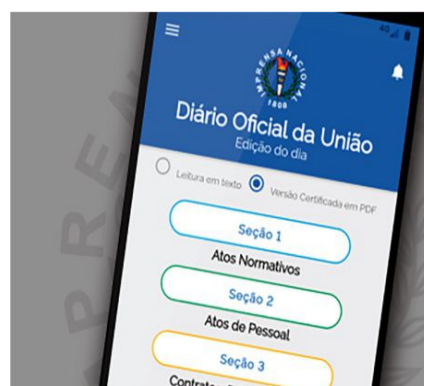 4G
IMPRENSA NACIONAL
1808
Diário Oficial da União
Edição do dia
Leitura em texto
Versão Certificada em PDF
Seção 1
Atos Normativos
Seção 2
Atos de Pessoal
Seção 3